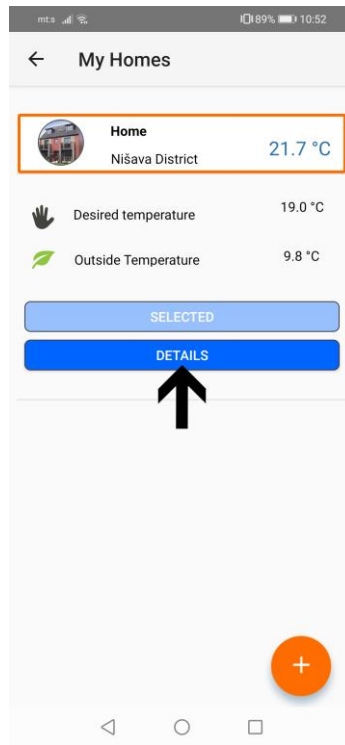 mt:s 89% 10:52
My Homes
Home
Nišava District
21.7 °C
Desired temperature 19.0 °C
Outside Temperature 9.8 °C
SELECTED
DETAILS
+